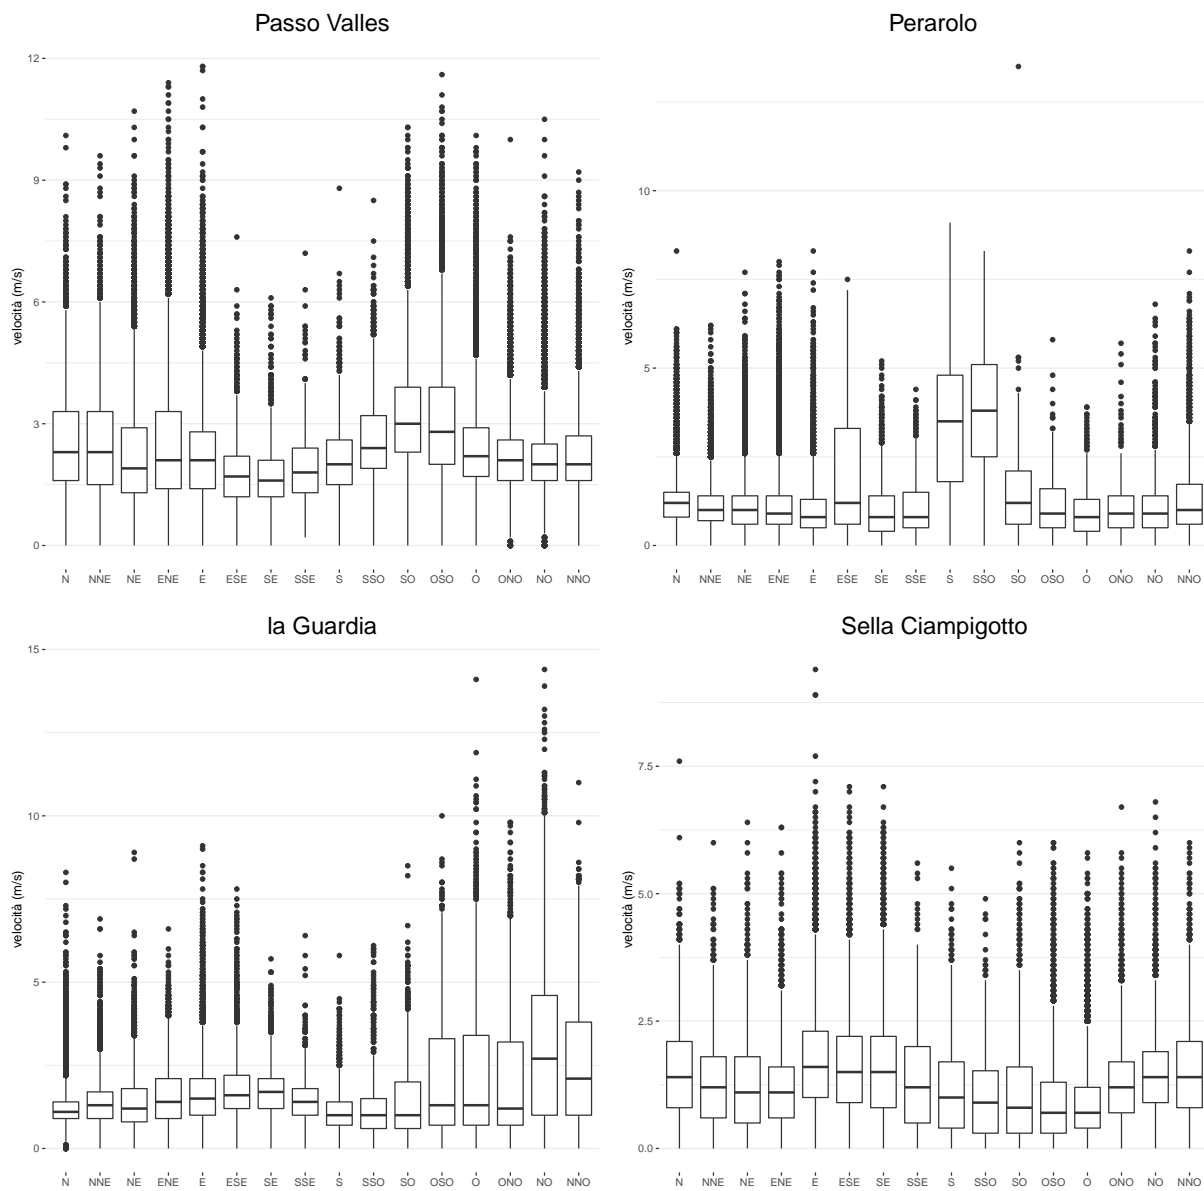 Passo Valles
12
9
6
3
0
velocità (m/s)
N NNE NE ENE E ESE SE SSE S SSO SO OSO O ONO NO NNO
Perarolo
10
5
0
velocità (m/s)
N NNE NE ENE E ESE SE SSE S SSO SO OSO O ONO NO NNO
la Guardia
15
10
5
0
velocità (m/s)
N NNE NE ENE E ESE SE SSE S SSO SO OSO O ONO NO NNO
Sella Ciampigotto
7.5
5.0
2.5
0.0
velocità (m/s)
N NNE NE ENE E ESE SE SSE S SSO SO OSO O ONO NO NNO